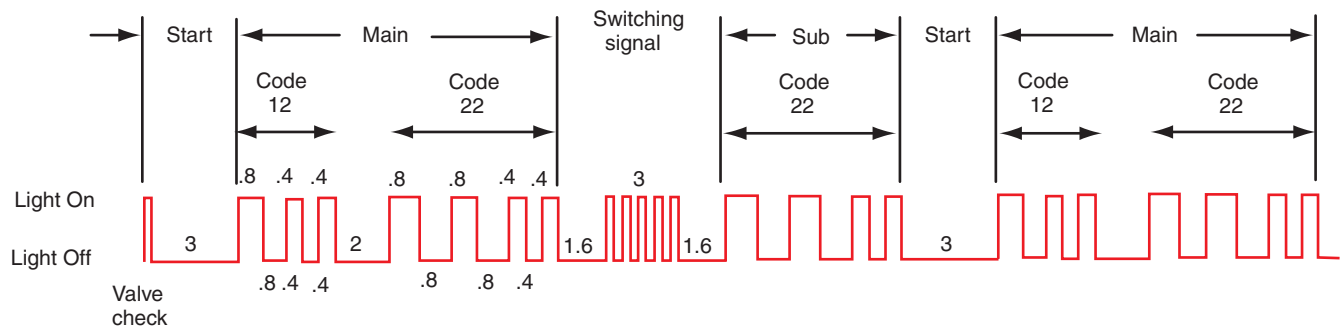 Start Main Switching signal Sub Start Main
Code 12 Code 22 Code 22 Code 12 Code 22
.8 .4 .4 .8 .8 .4 .4 3
Light On
3 2 1.6 1.6 3
Light Off
.8 .4 .4 .8 .8 .4
Valve
check